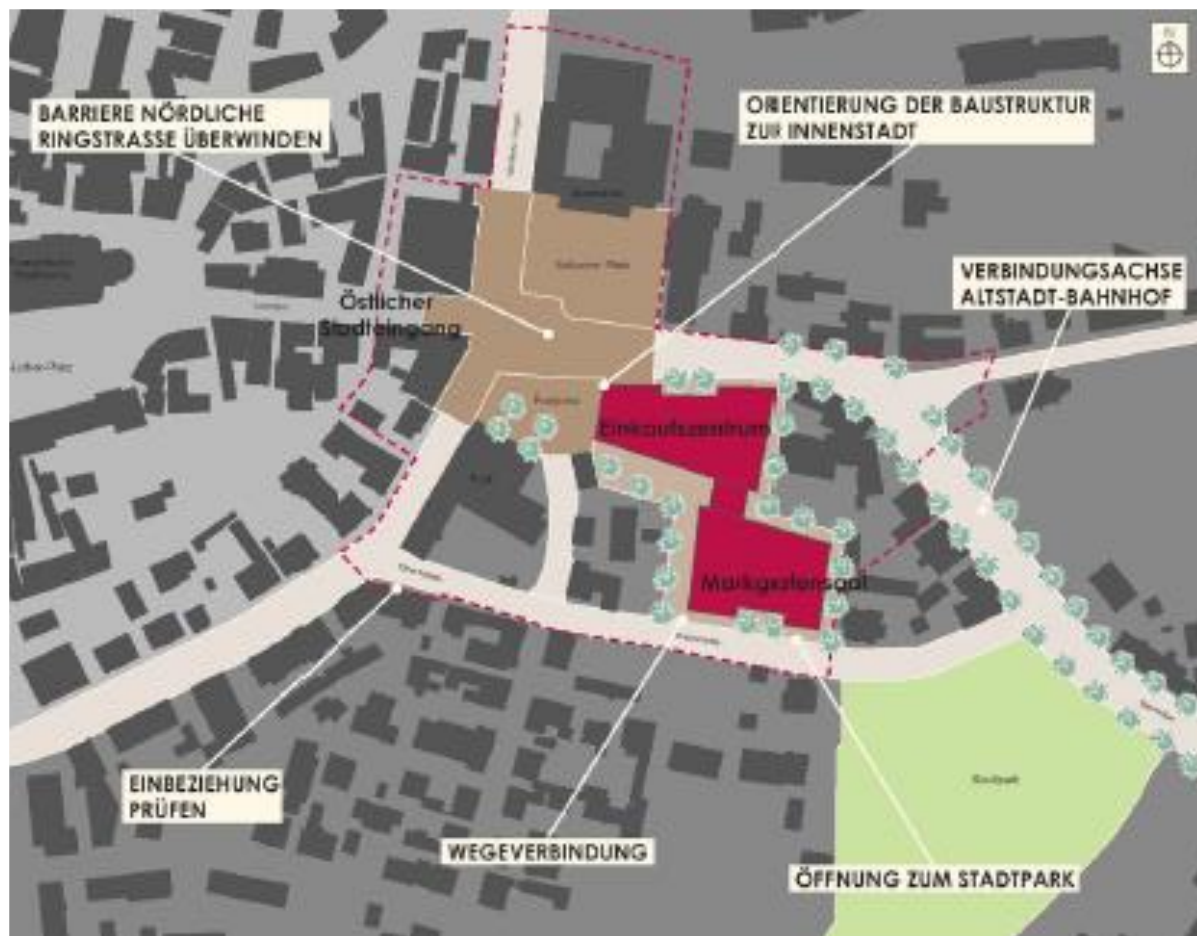 N
BARRIERE NÖRDLICHE
RINGSTRASSE ÜBERWINDEN
ORIENTIERUNG DER BAUSTRUKTUR
ZUR INNENSTADT
VERBINDUNGSACHSE
ALTSTADT-BAHNHOF
Östlicher
Stadteingang
Einkaufszentrum
Markgrafensaal
Stadtpark
EINBEZIEHUNG
PRÜFEN
WEGEVERBINDUNG
ÖFFNUNG ZUM STADTPARK